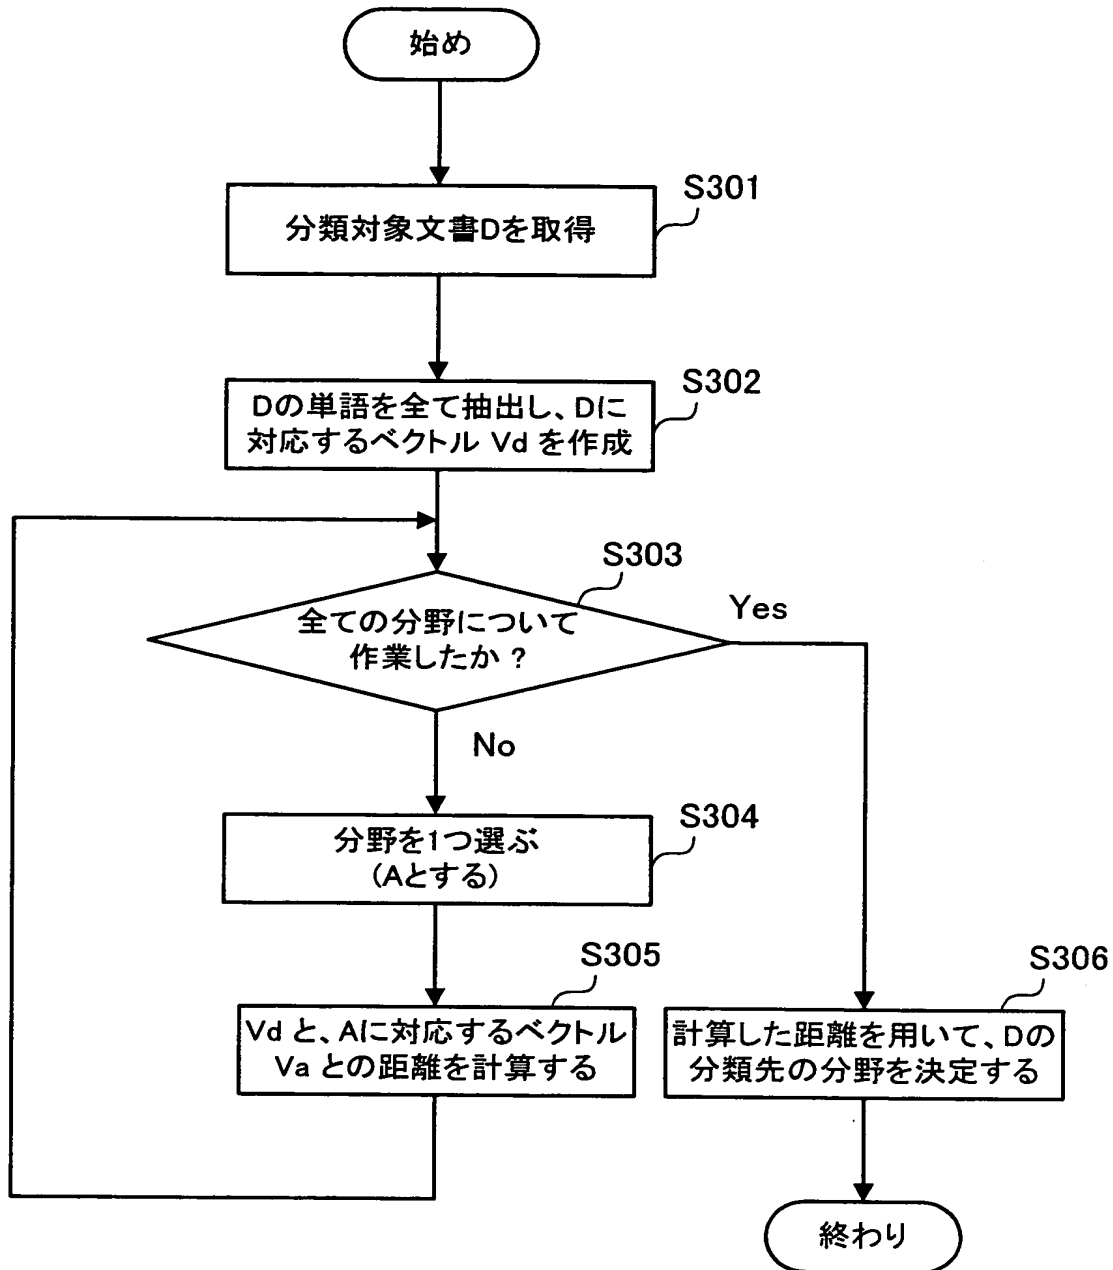 始め
S301
分類対象文書Dを取得
S302
Dの単語を全て抽出し、Dに
対応するベクトル Vd を作成
S303
全ての分野について
作業したか？
Yes
No
S304
分野を1つ選ぶ
(Aとする)
S305
Vd と、Aに対応するベクトル
Va との距離を計算する
S306
計算した距離を用いて、Dの
分類先の分野を決定する
終わり